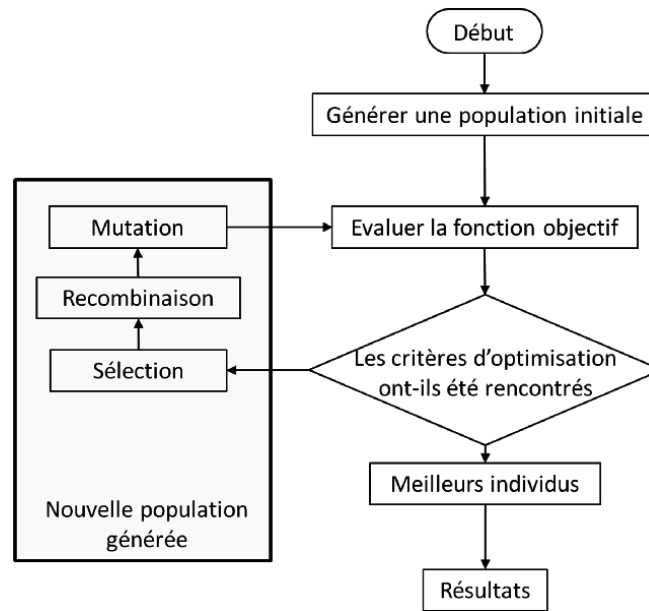 Début
Générer une population initiale
Evaluer la fonction objectif
Les critères d'optimisation
ont-ils été rencontrés
Mutation
Recombinaison
Sélection
Nouvelle population
générée
Meilleurs individus
Résultats